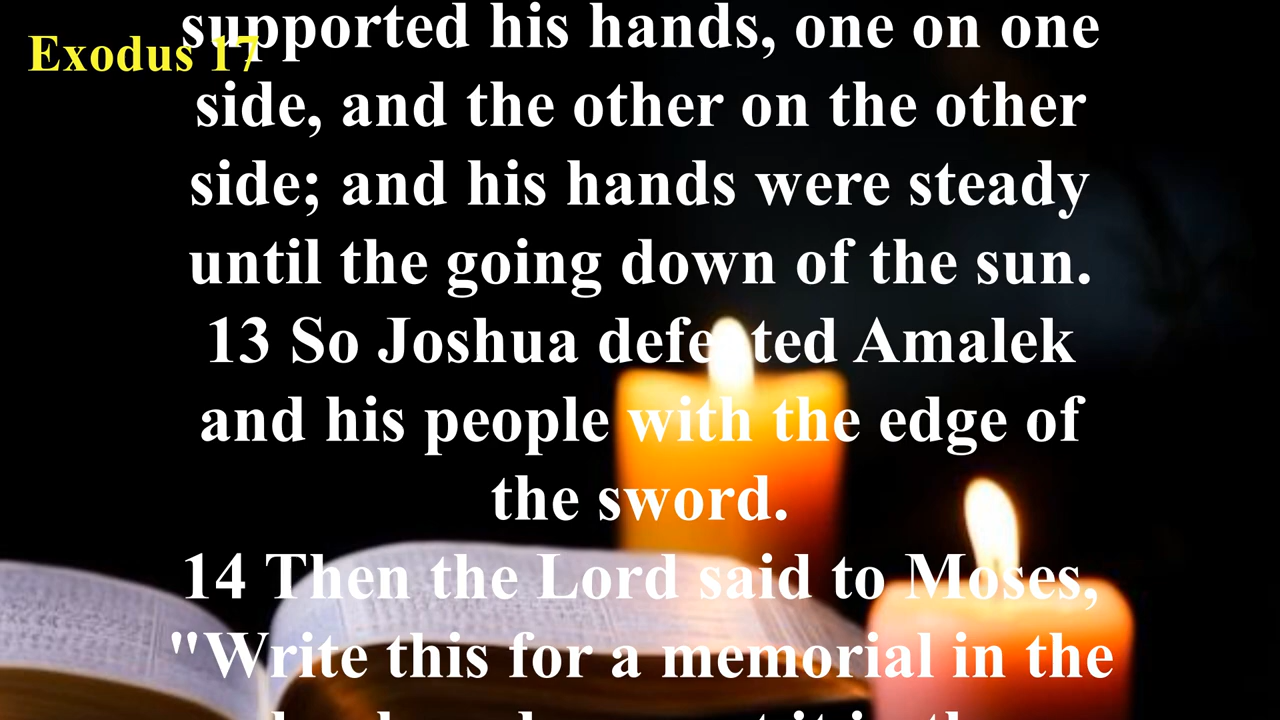 Exodus 17
supported his hands, one on one
side, and the other on the other
side; and his hands were steady
until the going down of the sun.
13 So Joshua defeated Amalek
and his people with the edge of
the sword.
14 Then the Lord said to Moses,
"Write this for a memorial in the